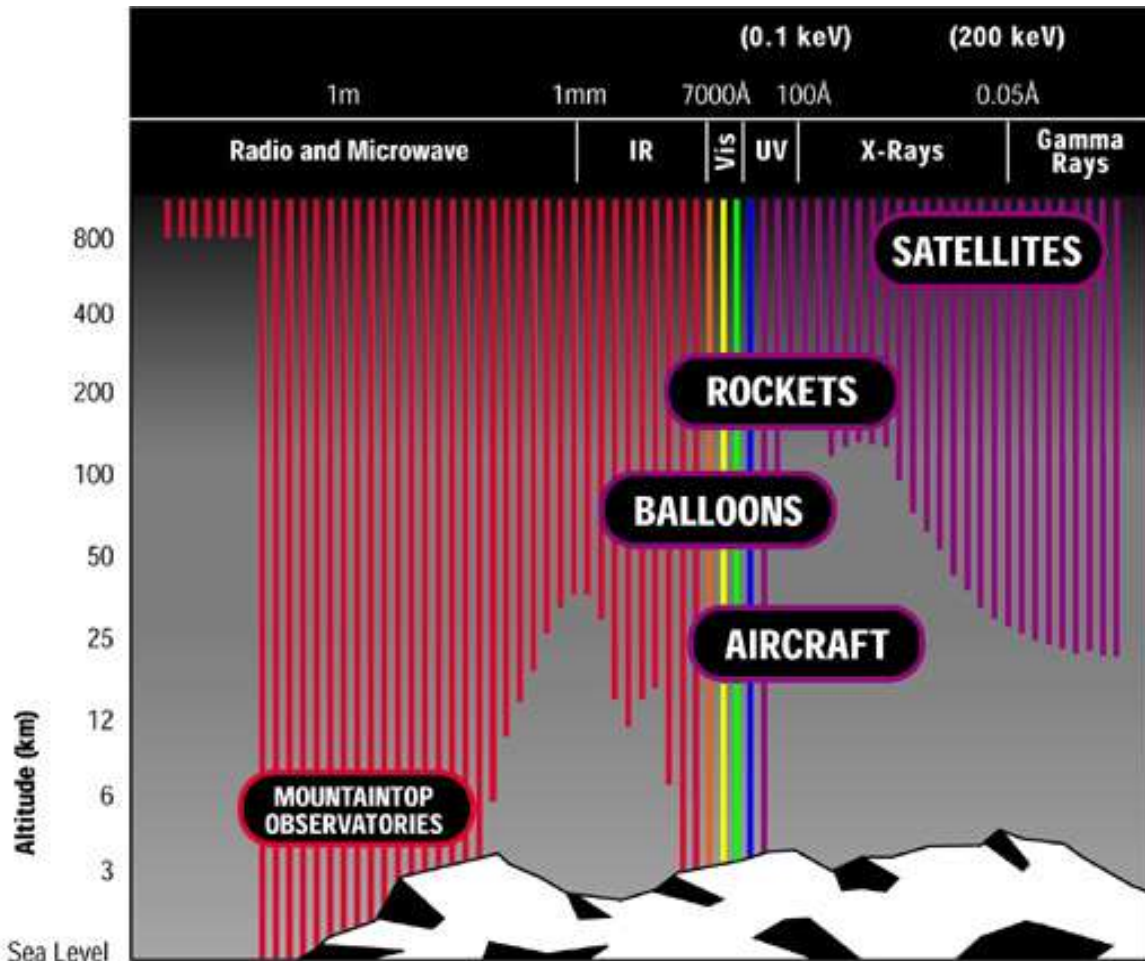 (0.1 keV) (200 keV)
1m 1mm 7000Å 100Å 0.05Å
Radio and Microwave IR Vis UV X-Rays Gamma
Rays
800
SATELLITES
400
200
ROCKETS
100
BALLOONS
50
25
AIRCRAFT
12
6
MOUNTAINTOP
OBSERVATORIES
3
Sea Level
Altitude (km)